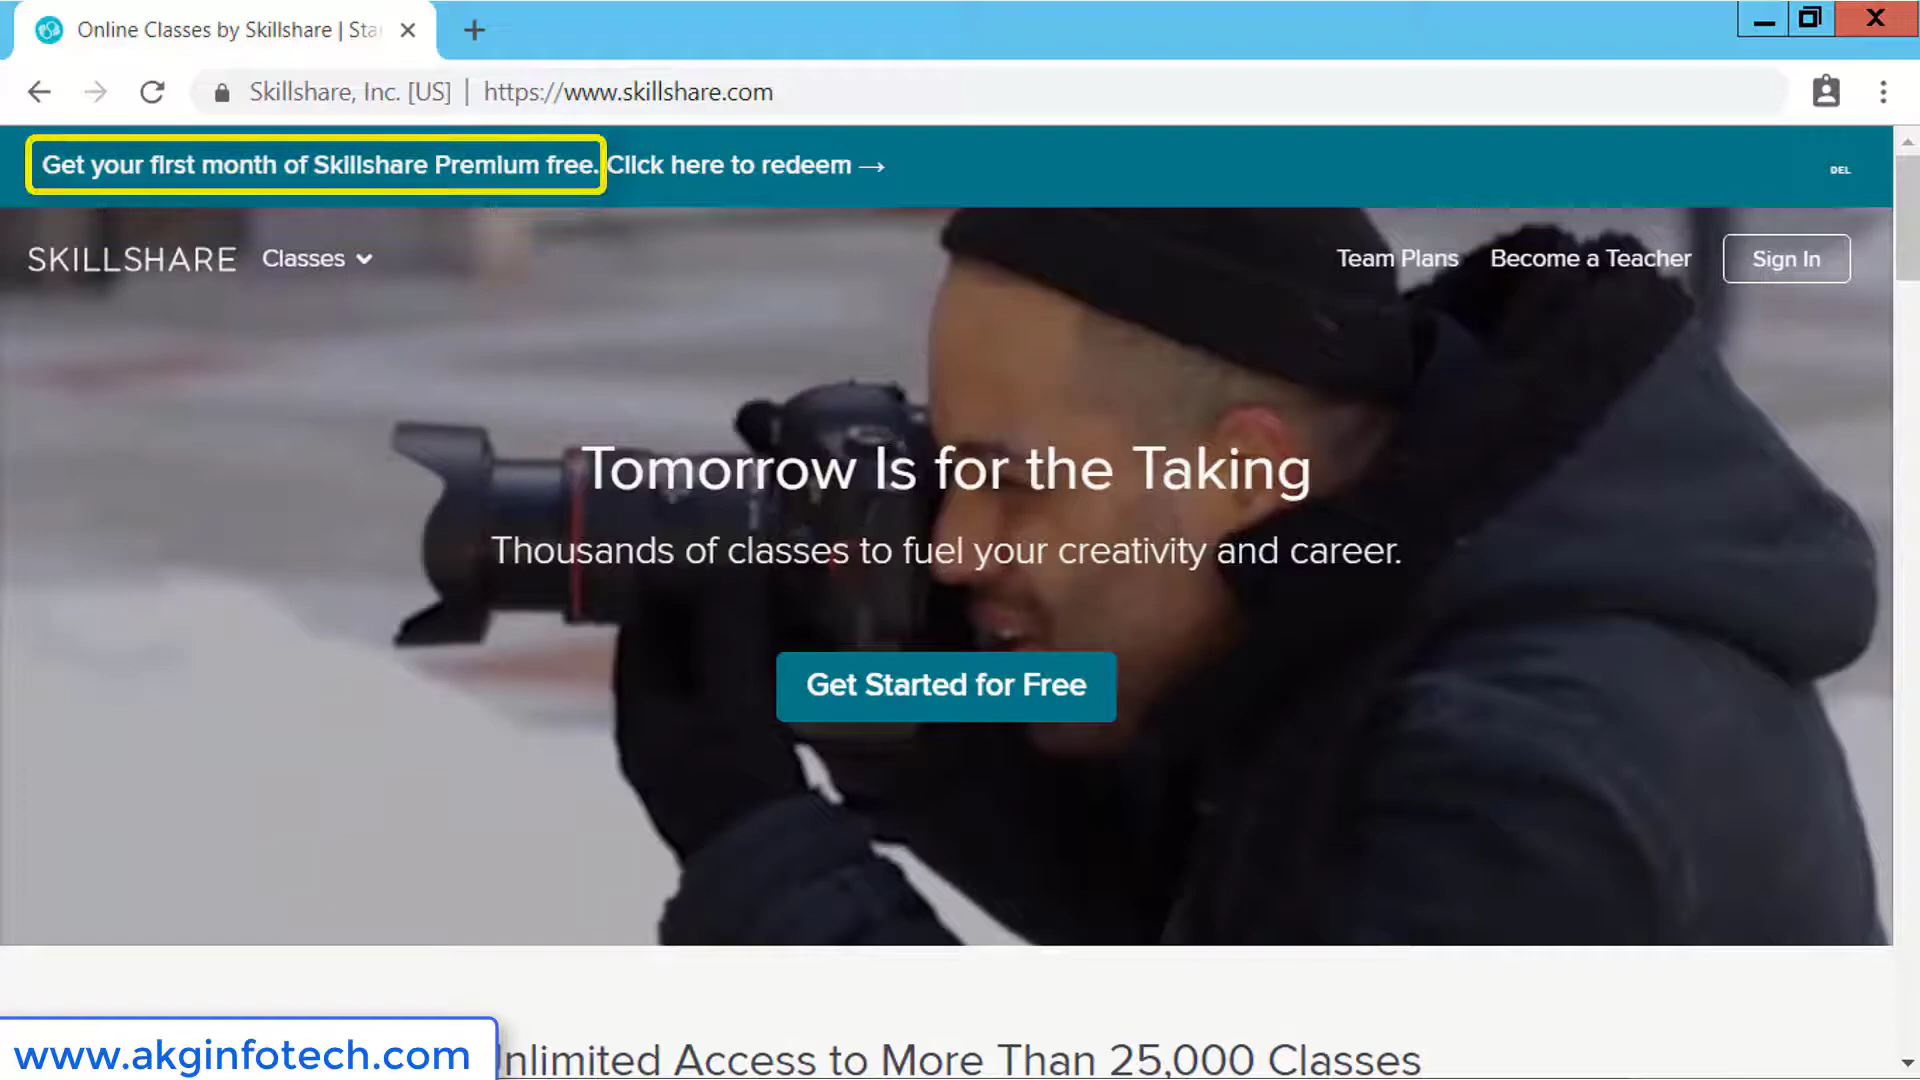 Online Classes by Skillshare | Sta
Skillshare, Inc. [US] | https://www.skillshare.com
Get your first month of Skillshare Premium free. Click here to redeem →
DEL
SKILLSHARE Classes Team Plans Become a Teacher Sign In
Tomorrow Is for the Taking
Thousands of classes to fuel your creativity and career.
Get Started for Free
www.akginfotech.com
nlimited Access to More Than 25,000 Classes